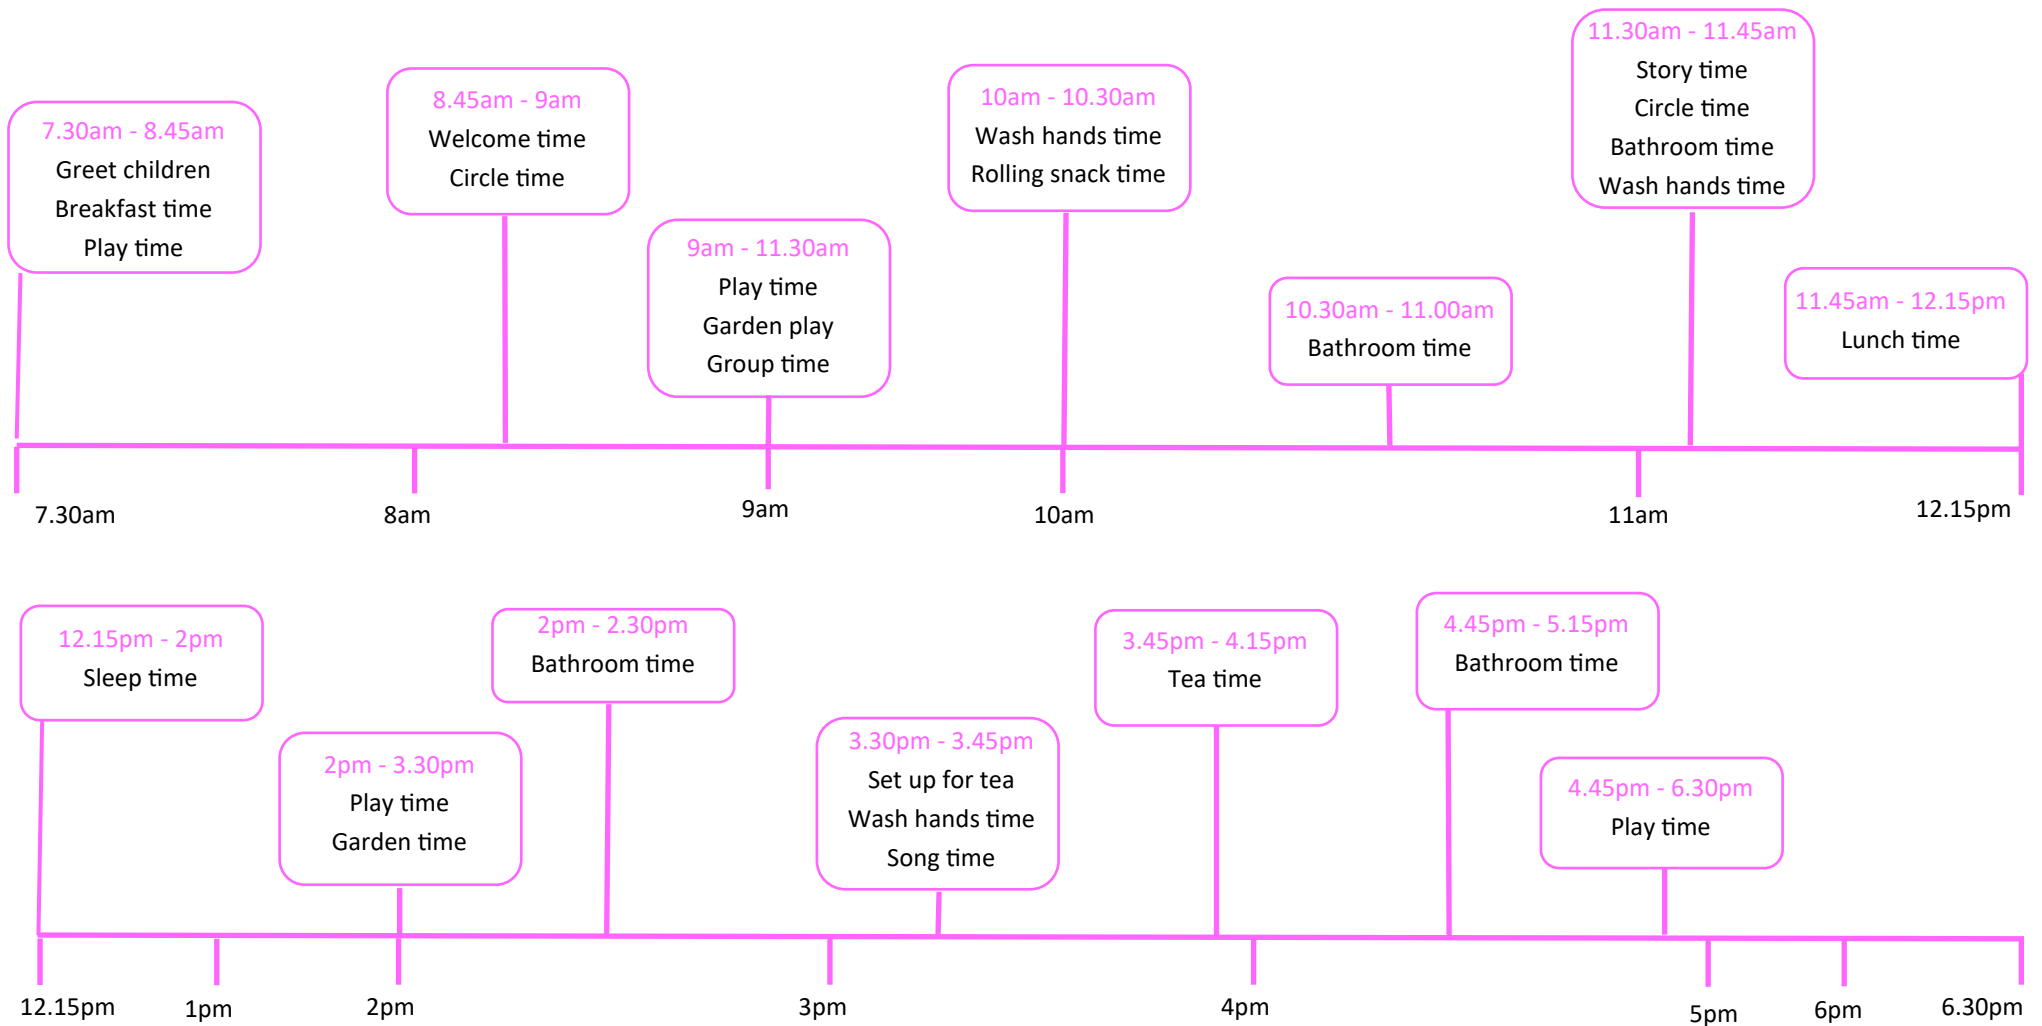 7.30am - 8.45am
Greet children
Breakfast time
Play time
8.45am - 9am
Welcome time
Circle time
9am - 11.30am
Play time
Garden play
Group time
10am - 10.30am
Wash hands time
Rolling snack time
10.30am - 11.00am
Bathroom time
11.30am - 11.45am
Story time
Circle time
Bathroom time
Wash hands time
11.45am - 12.15pm
Lunch time
7.30am
8am
9am
10am
11am
12.15pm
12.15pm - 2pm
Sleep time
2pm - 3.30pm
Play time
Garden time
2pm - 2.30pm
Bathroom time
3.30pm - 3.45pm
Set up for tea
Wash hands time
Song time
3.45pm - 4.15pm
Tea time
4.45pm - 5.15pm
Bathroom time
4.45pm - 6.30pm
Play time
12.15pm
1pm
2pm
3pm
4pm
5pm
6pm
6.30pm